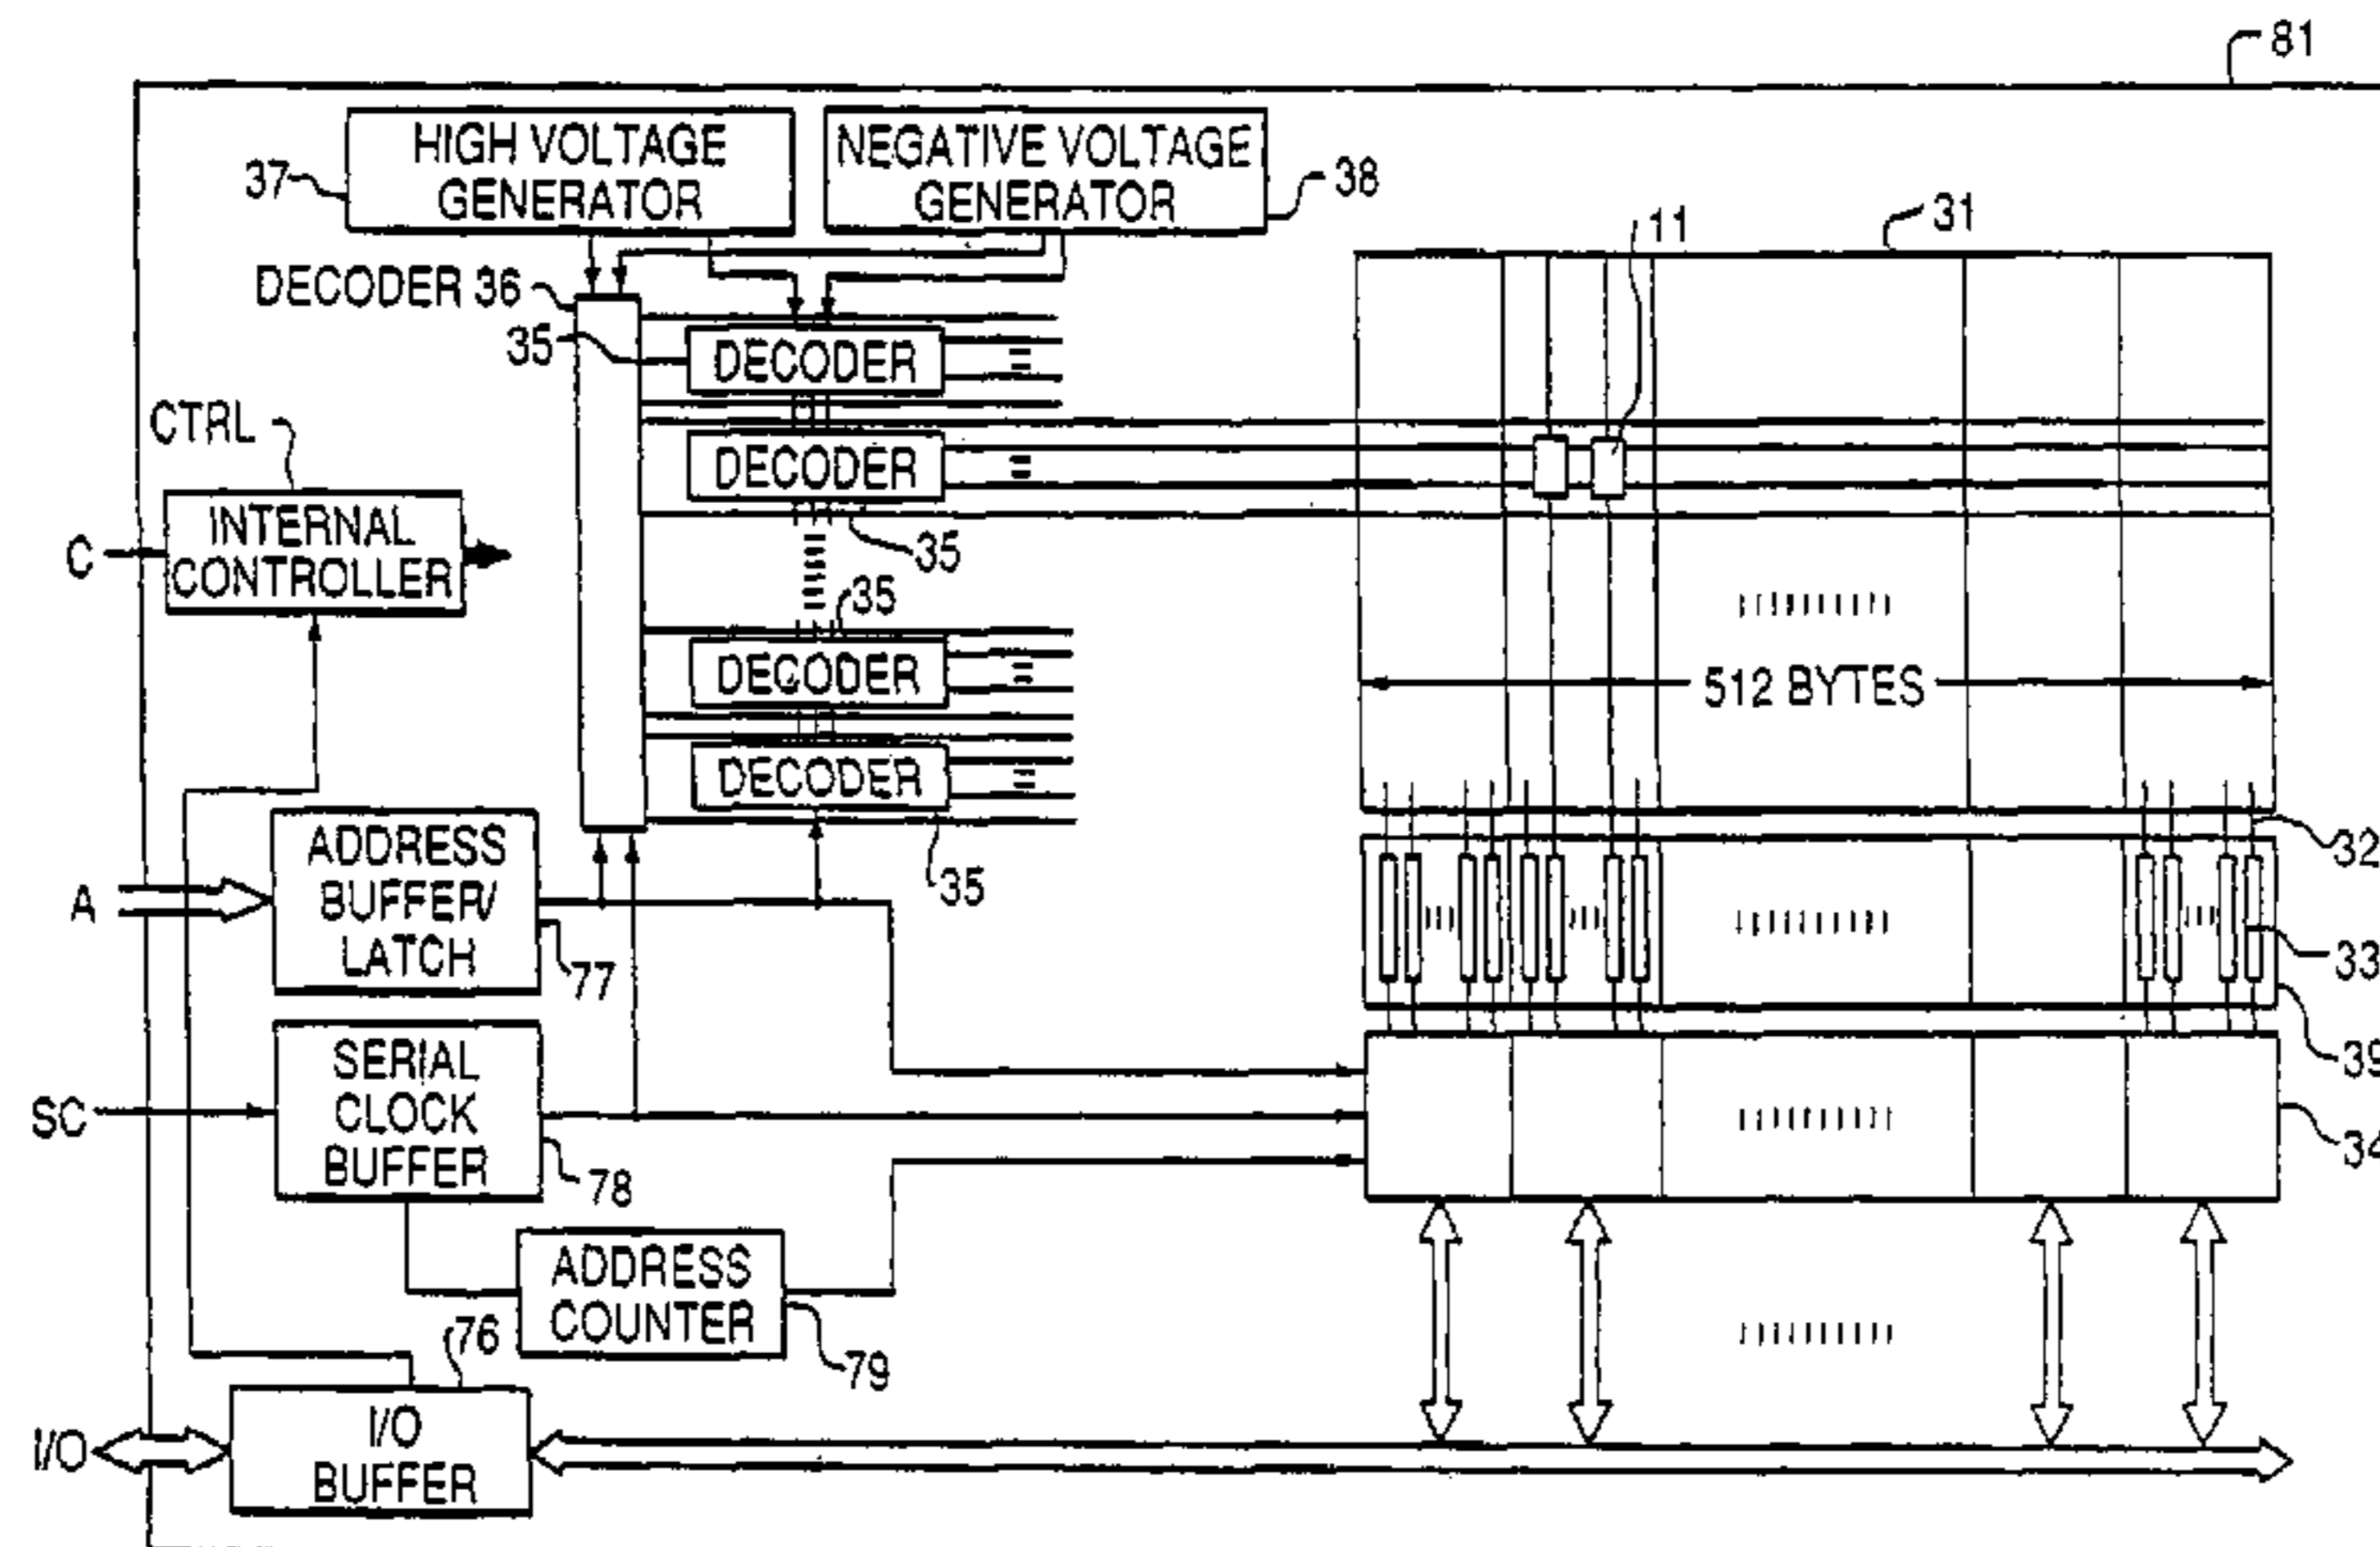 81
HIGH VOLTAGE
GENERATOR
37
NEGATIVE VOLTAGE
GENERATOR
38
11
31
DECODER 36
35
DECODER
CTRL
DECODER
35
INTERNAL
CONTROLLER
C
35
DECODER
512 BYTES
DECODER
35
32
ADDRESS
BUFFER/
LATCH
A
77
33
39
SERIAL
CLOCK
BUFFER
SC
78
34
ADDRESS
COUNTER
79
76
I/O
I/O
BUFFER